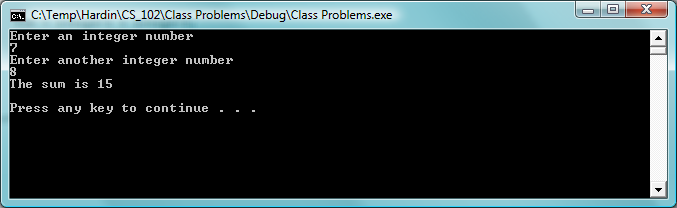 C:\Temp\Hardin\CS_102\Class Problems\Debug\Class Problems.exe
Enter an integer number
7
Enter another integer number
8
The sum is 15
Press any key to continue . . .